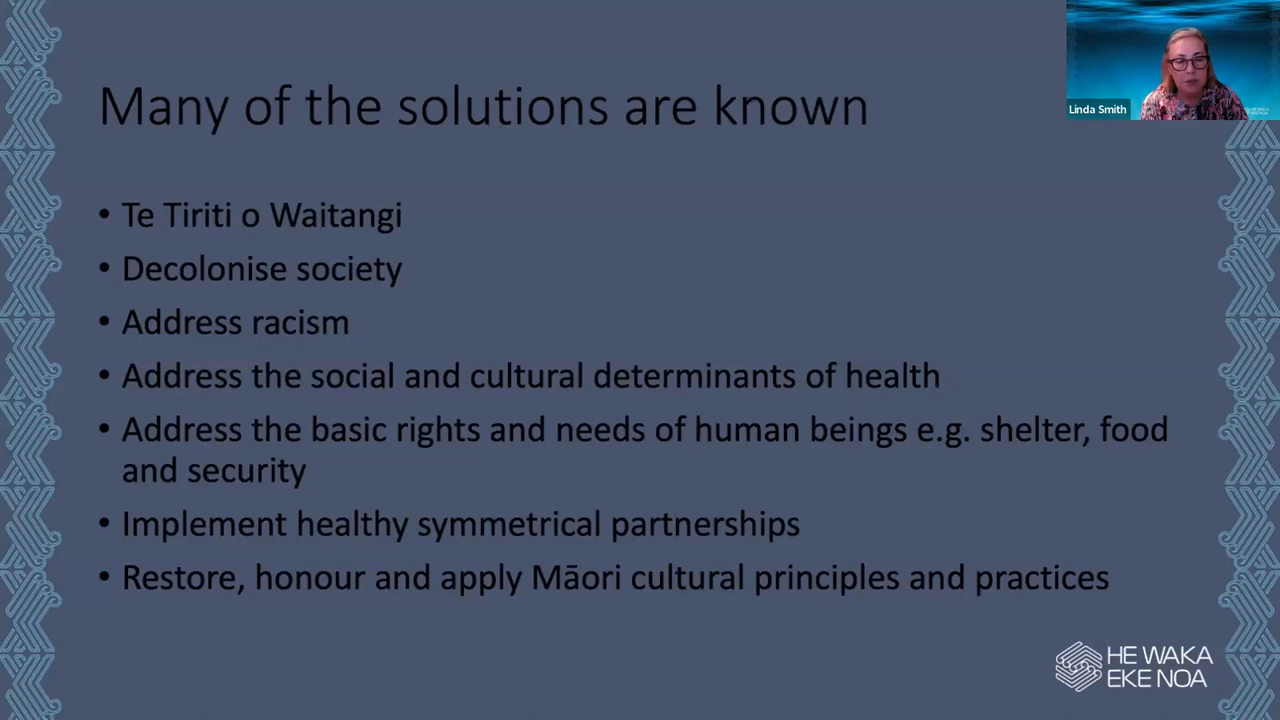 Many of the solutions are known
Linda Smith
• Te Tiriti o Waitangi
• Decolonise society
• Address racism
• Address the social and cultural determinants of health
• Address the basic rights and needs of human beings e.g. shelter, food
and security
• Implement healthy symmetrical partnerships
• Restore, honour and apply Māori cultural principles and practices
HE WAKA
EKE NOA